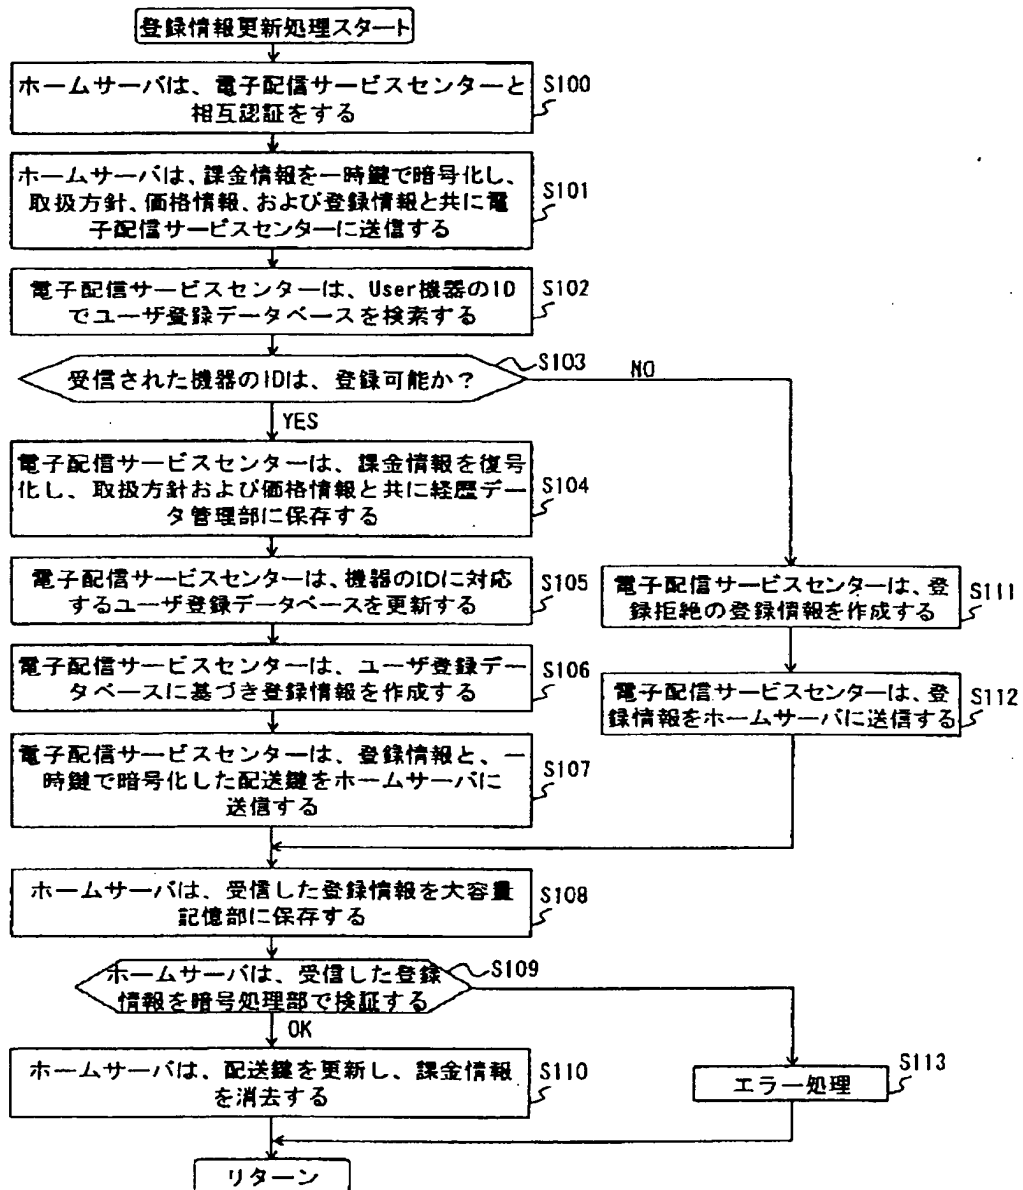 登録情報更新処理スタート
ホームサーバは、電子配信サービスセンターと
相互認証をする
S100
ホームサーバは、課金情報を一時鍵で暗号化し、
取扱方針、価格情報、および登録情報と共に電
子配信サービスセンターに送信する
S101
電子配信サービスセンターは、User機器のID
でユーザ登録データベースを検索する
S102
受信された機器のIDは、登録可能か？
S103
NO
YES
電子配信サービスセンターは、課金情報を復号
化し、取扱方針および価格情報と共に経歴デー
タ管理部に保存する
S104
電子配信サービスセンターは、機器のIDに対応
するユーザ登録データベースを更新する
S105
電子配信サービスセンターは、登
録拒絶の登録情報を作成する
S111
電子配信サービスセンターは、ユーザ登録デー
タベースに基づき登録情報を作成する
S106
電子配信サービスセンターは、登
録情報をホームサーバに送信する
S112
電子配信サービスセンターは、登録情報と、一
時鍵で暗号化した配送鍵をホームサーバに
送信する
S107
ホームサーバは、受信した登録情報を大容量
記憶部に保存する
S108
ホームサーバは、受信した登録
情報を暗号処理部で検証する
S109
OK
ホームサーバは、配送鍵を更新し、課金情報
を消去する
S110
エラー処理
S113
リターン